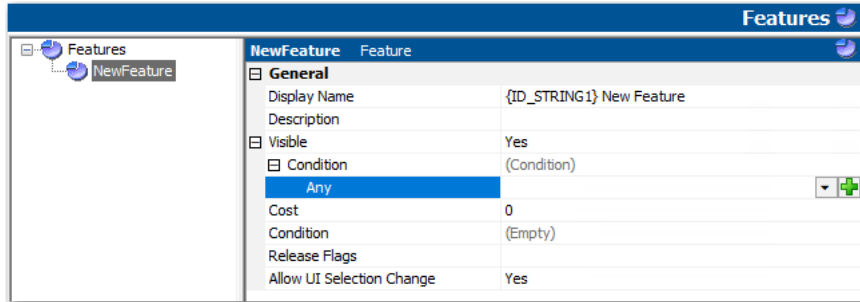 Features
Features
NewFeature
NewFeature Feature
General
Display Name {ID_STRING1} New Feature
Description
Visible Yes
Condition (Condition)
Any
Cost 0
Condition (Empty)
Release Flags
Allow UI Selection Change Yes